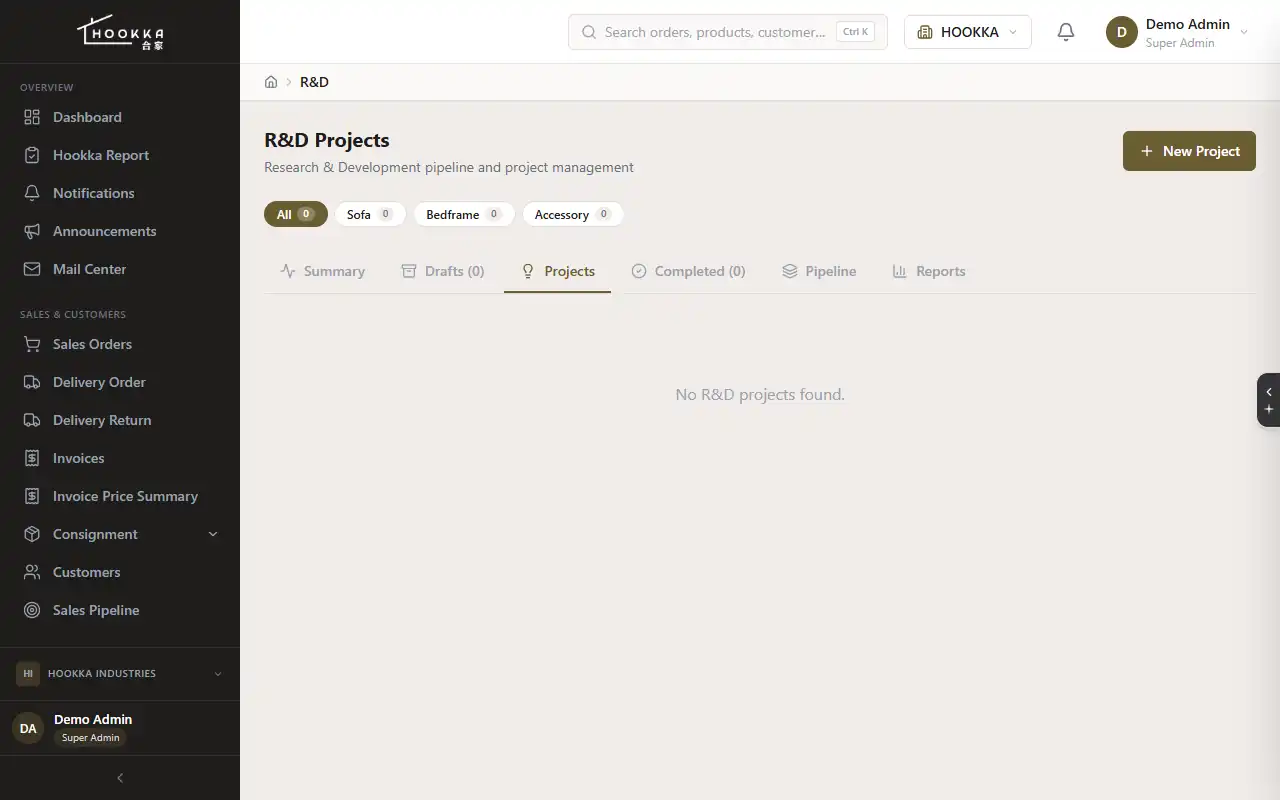 HOOKKA
合家
Search orders, products, customer... Ctrl K
HOOKKA
D
Demo Admin
Super Admin
R&D
OVERVIEW
Dashboard
Hookka Report
Notifications
Announcements
Mail Center
SALES & CUSTOMERS
Sales Orders
Delivery Order
Delivery Return
Invoices
Invoice Price Summary
Consignment
Customers
Sales Pipeline
HI HOOKKA INDUSTRIES
DA
Demo Admin
Super Admin
R&D Projects
Research & Development pipeline and project management
New Project
All 0 Sofa 0 Bedframe 0 Accessory 0
Summary Drafts (0) Projects Completed (0) Pipeline Reports
No R&D projects found.